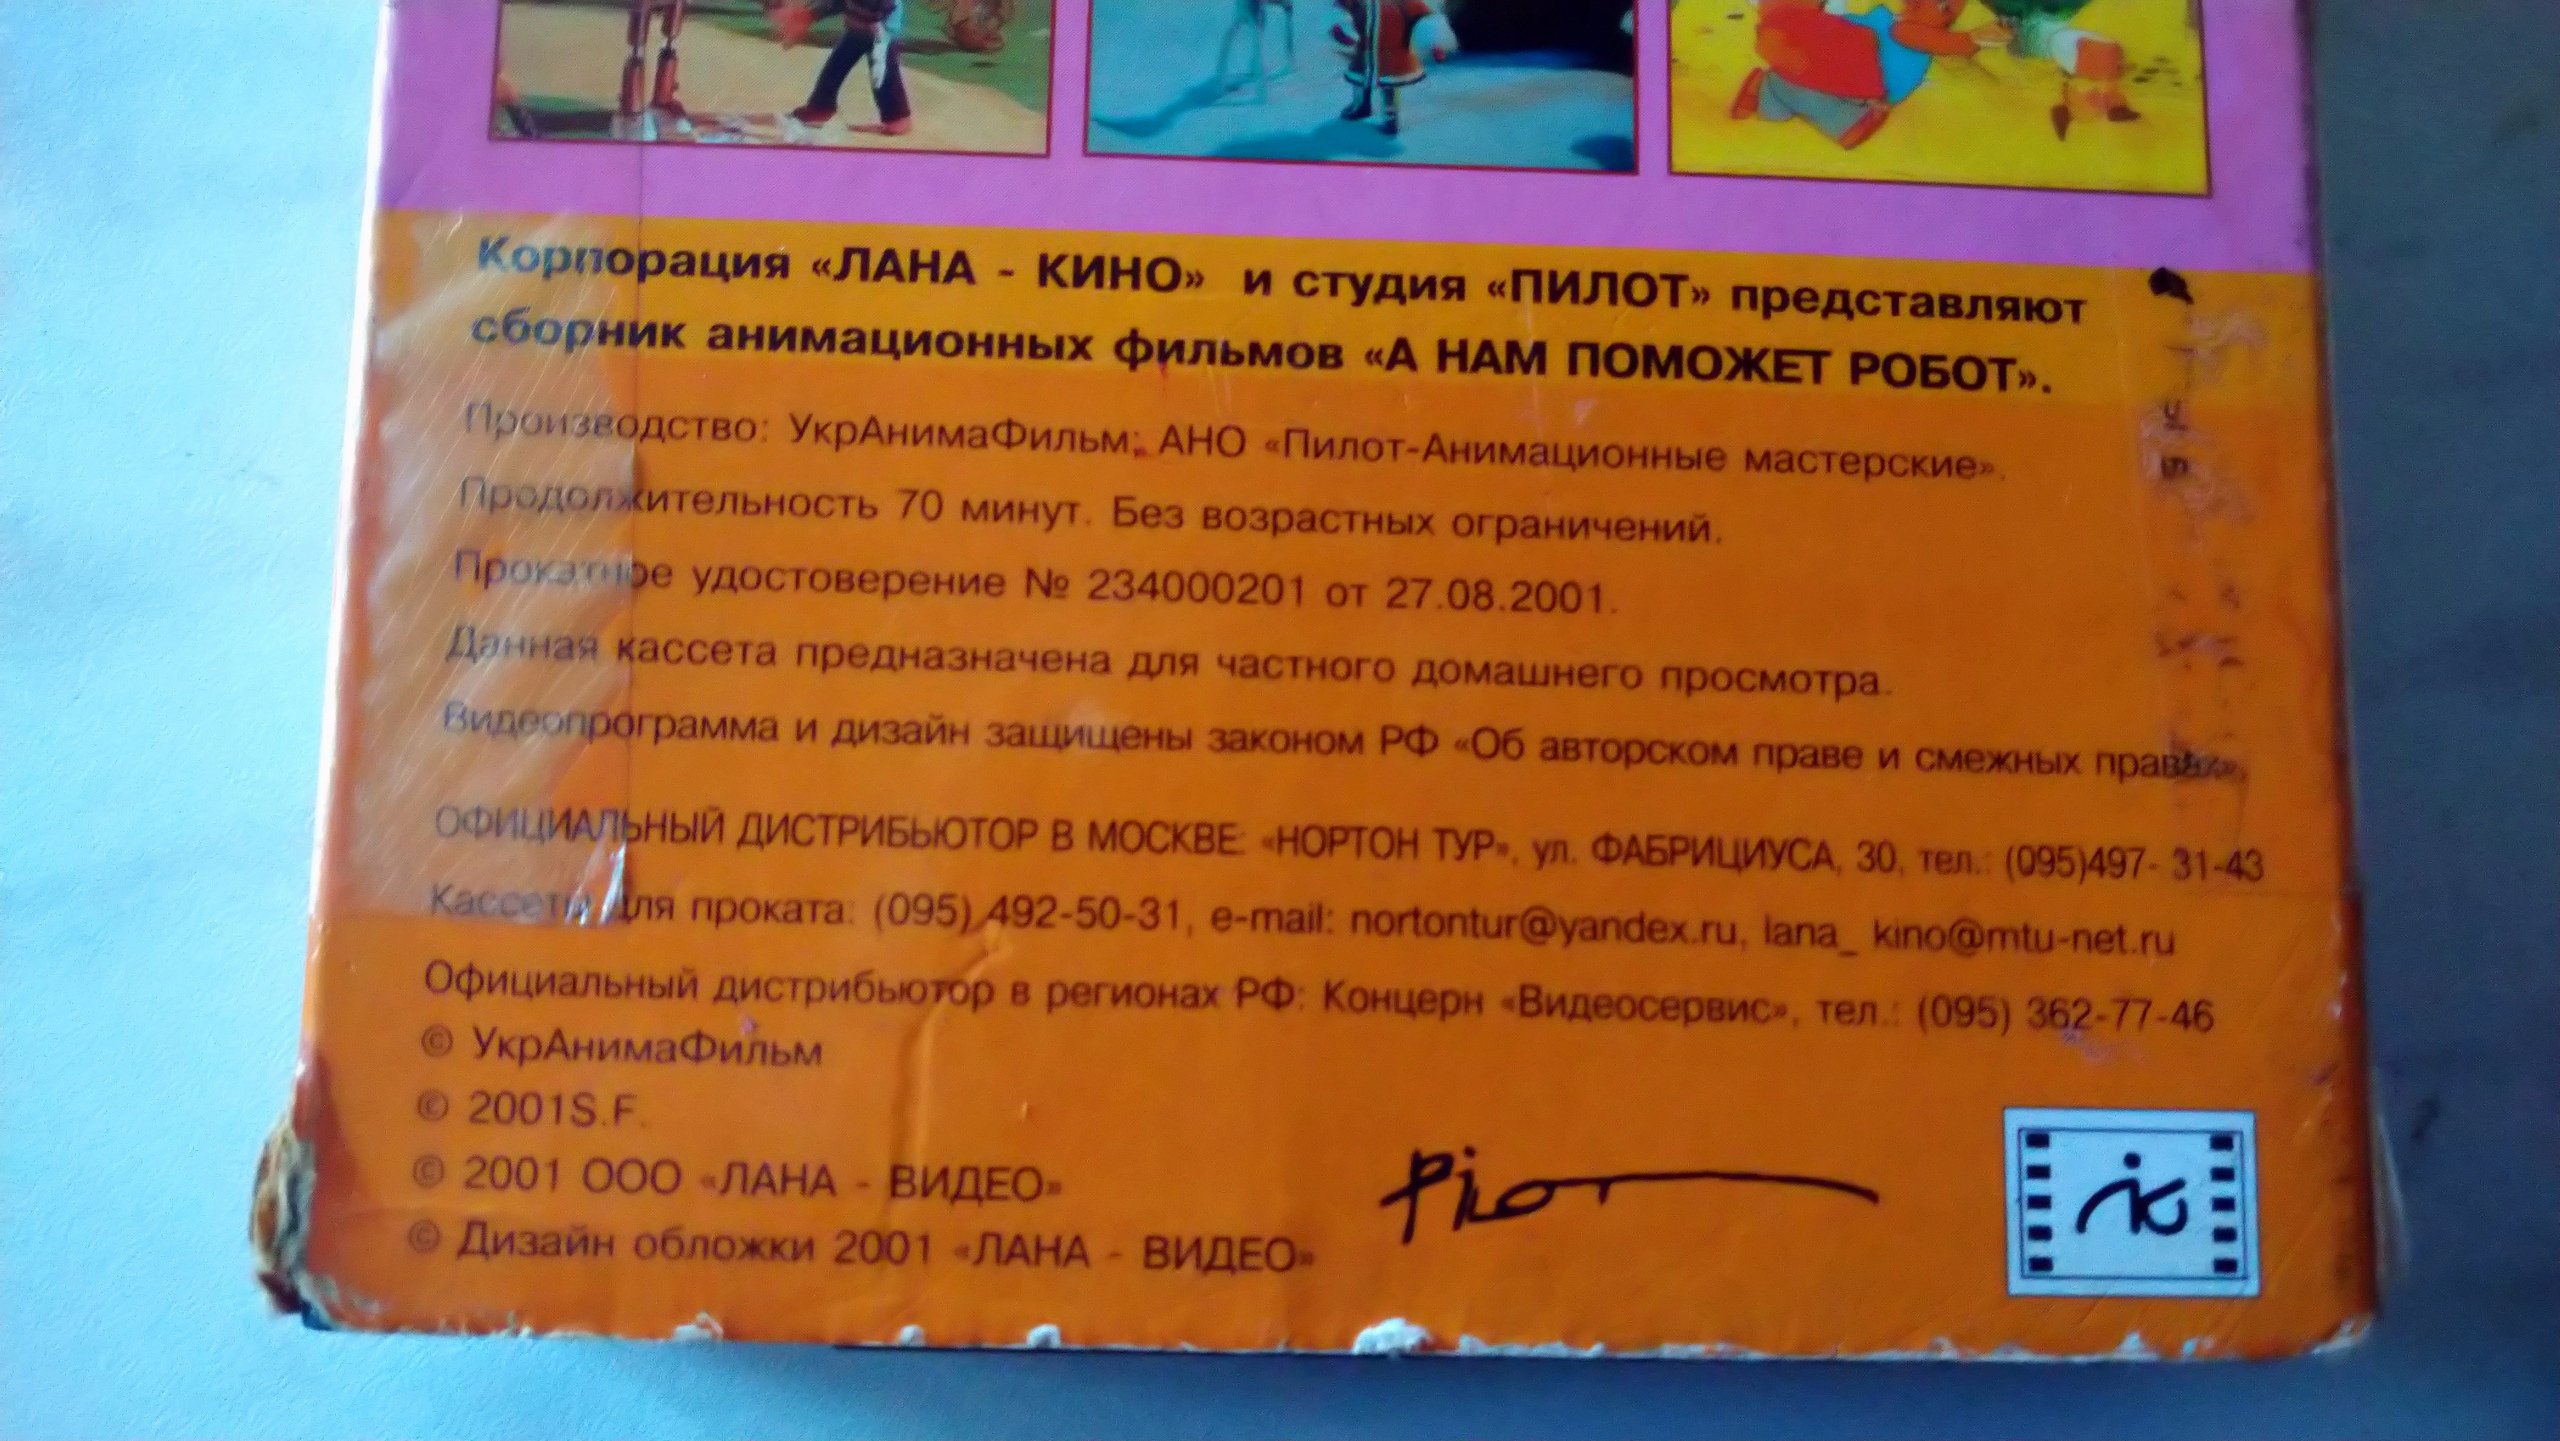 Корпорация «ЛАНА - КИНО» и студия «ПИЛОТ» представляют
сборник анимационных фильмов «А НАМ ПОМОЖЕТ РОБОТ».
Производство: УкрАнимаФильм; АНО «Пилот-Анимационные мастерские».
Продолжительность 70 минут. Без возрастных ограничений.
Прокатное удостоверение № 234000201 от 27.08.2001.
Данная кассета предназначена для частного домашнего просмотра.
Видеопрограмма и дизайн защищены законом РФ «Об авторском праве и смежных правах».
ОФИЦИАЛЬНЫЙ ДИСТРИБЬЮТОР В МОСКВЕ: «НОРТОН ТУР», ул. ФАБРИЦИУСА, 30, тел.: (095)497- 31-43
Кассеты для проката: (095) 492-50-31, e-mail: nortontur@yandex.ru, lana_ kino@mtu-net.ru
Официальный дистрибьютор в регионах РФ: Концерн «Видеосервис», тел.: (095) 362-77-46
© УкрАнимаФильм
© 2001S.F.
© 2001 ООО «ЛАНА - ВИДЕО»
© Дизайн обложки 2001 «ЛАНА - ВИДЕО»
Pilot